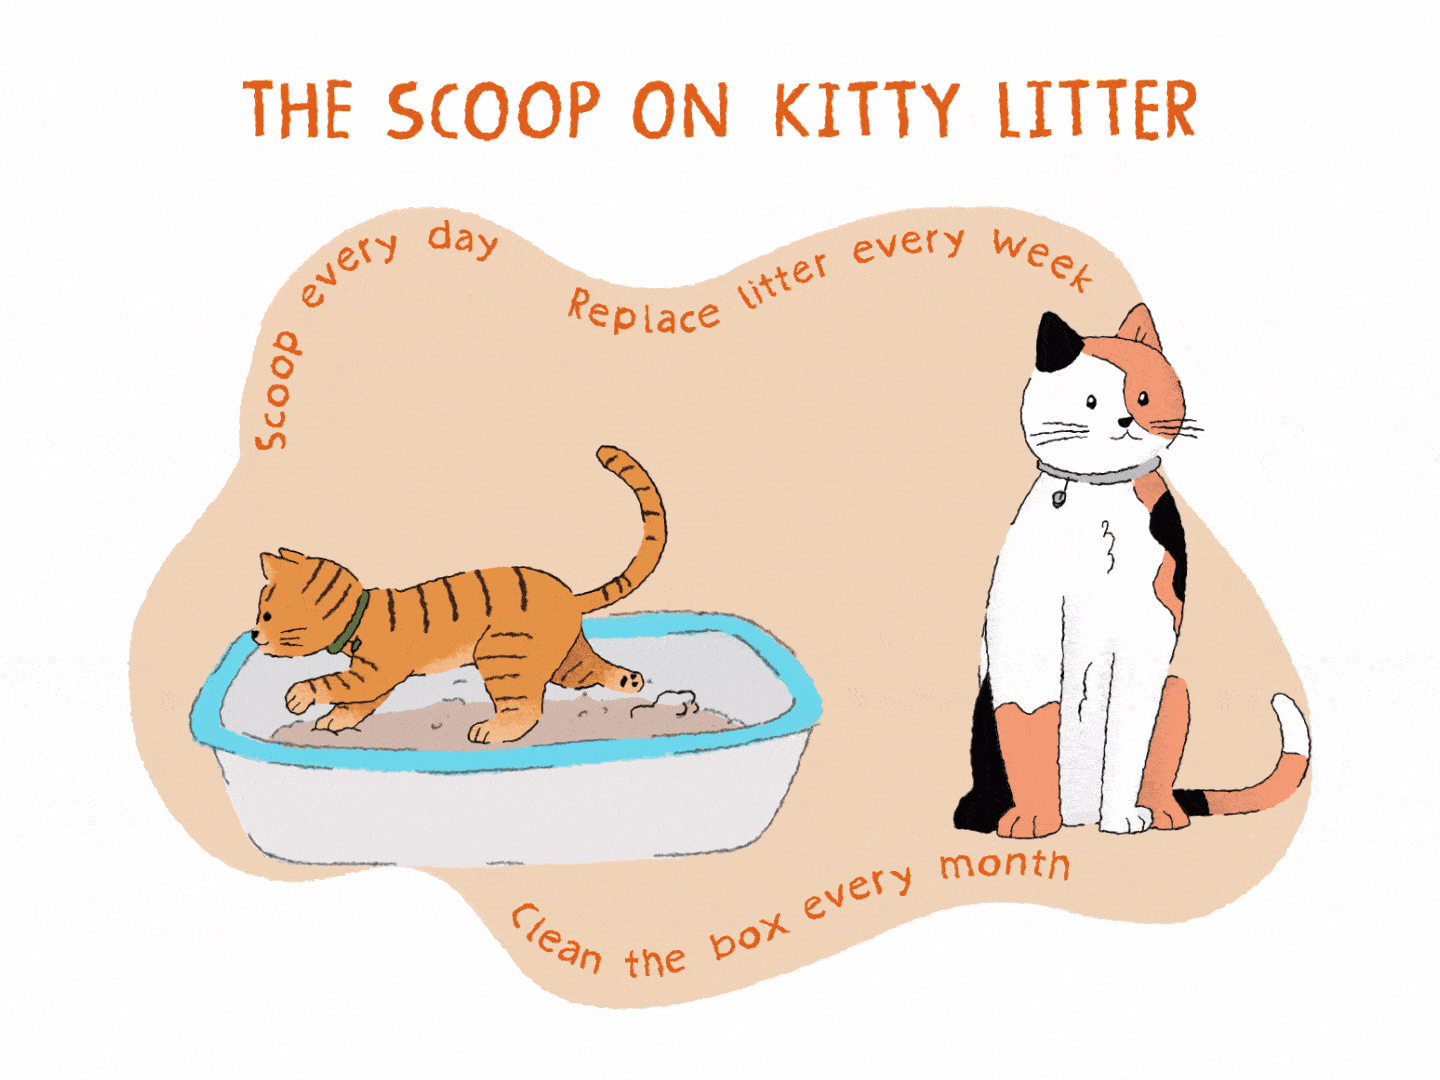 THE SCOOP ON KITTY LITTER
Scoop every day
Replace litter every week
Clean the box every month